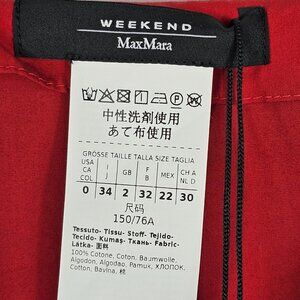 WEEKEND
MaxMara
中性洗剤使用
あて布使用
GRÖSSE TAILLE TALLA SIZE TAGLIA
USA CA COL I J GB F B MEX CH A NL D
0 34 2 32 22 30
尺码
150/76A
Tessuto- Tissu- Stoff- Tejido-
Tecido- Kumaş- Ткань- Fabric-
Látka- 面料
100% Cotone, Coton, Baumwolle,
Algodon, Algodao, Pamuk, ХЛОПОК,
Cotton, Bavlna, 棉